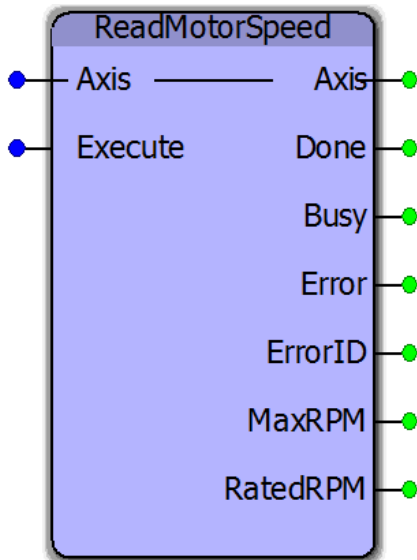 ReadMotorSpeed
Axis Axis
Execute Done
Busy
Error
ErrorID
MaxRPM
RatedRPM